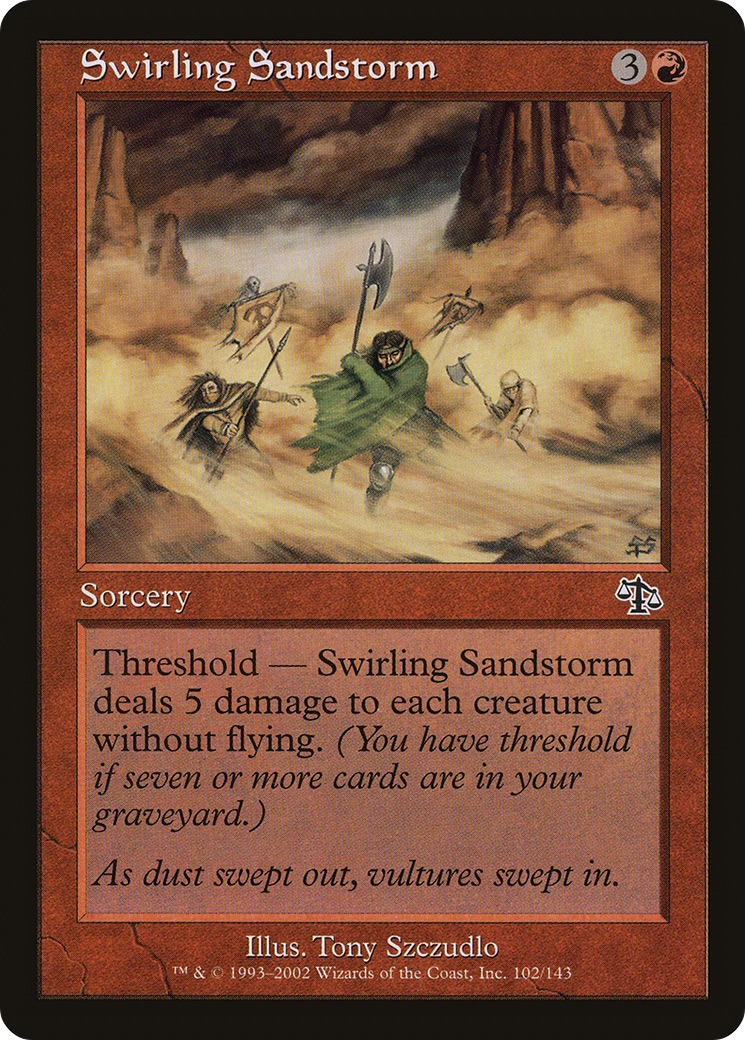 Swirling Sandstorm 3
Sorcery
Threshold — Swirling Sandstorm
deals 5 damage to each creature
without flying. (You have threshold
if seven or more cards are in your
graveyard.)
As dust swept out, vultures swept in.
Illus. Tony Szczudlo
™ & © 1993–2002 Wizards of the Coast, Inc. 102/143